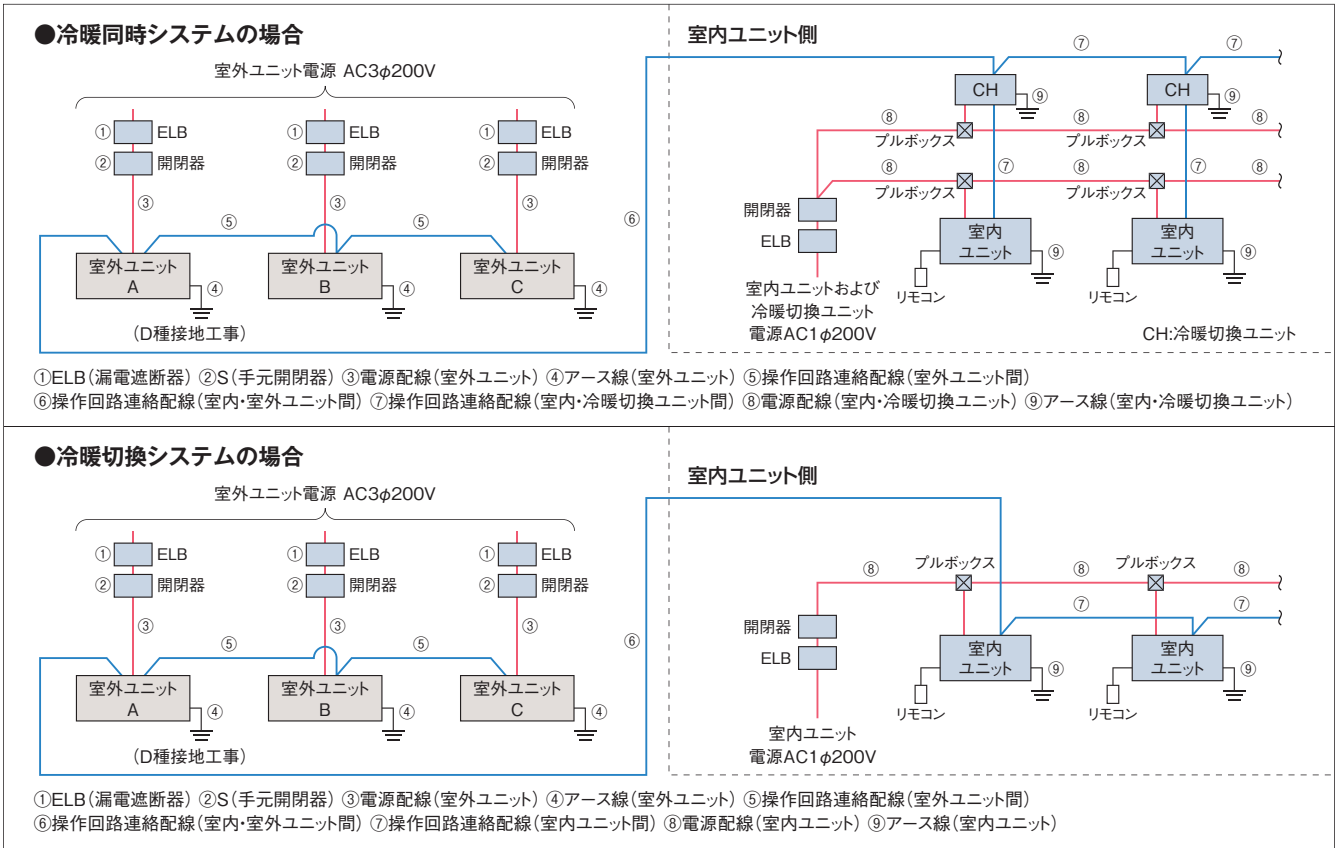 ●冷暖同時システムの場合
室外ユニット電源 AC3φ200V
① ELB ① ELB ① ELB
② 開閉器 ② 開閉器 ② 開閉器
③ ③ ③
⑤ ⑤ ⑥
室外ユニット A ④
室外ユニット B ④
室外ユニット C ④
(D種接地工事)
室内ユニット側
⑦ ⑦
CH ⑨ CH ⑨
⑧ ⑧ ⑧
プルボックス プルボックス
⑧ ⑦ ⑧ ⑦ ⑧
プルボックス プルボックス
開閉器
ELB
室内
ユニット
⑨
室内
ユニット
⑨
リモコン リモコン
室内ユニットおよび
冷暖切換ユニット
電源AC1φ200V
CH:冷暖切換ユニット
①ELB(漏電遮断器) ②S(手元開閉器) ③電源配線(室外ユニット) ④アース線(室外ユニット) ⑤操作回路連絡配線(室外ユニット間)
⑥操作回路連絡配線(室内・室外ユニット間) ⑦操作回路連絡配線(室内・冷暖切換ユニット間) ⑧電源配線(室内・冷暖切換ユニット) ⑨アース線(室内・冷暖切換ユニット)
●冷暖切換システムの場合
室外ユニット電源 AC3φ200V
① ELB ① ELB ① ELB
② 開閉器 ② 開閉器 ② 開閉器
③ ③ ③
⑤ ⑤ ⑥
室外ユニット A ④
室外ユニット B ④
室外ユニット C ④
(D種接地工事)
室内ユニット側
⑧ プルボックス ⑧ プルボックス ⑧
⑦ ⑦
開閉器
ELB
室内
ユニット
⑨
室内
ユニット
⑨
リモコン リモコン
室内ユニット
電源AC1φ200V
①ELB(漏電遮断器) ②S(手元開閉器) ③電源配線(室外ユニット) ④アース線(室外ユニット) ⑤操作回路連絡配線(室外ユニット間)
⑥操作回路連絡配線(室内・室外ユニット間) ⑦操作回路連絡配線(室内ユニット間) ⑧電源配線(室内ユニット) ⑨アース線(室内ユニット)